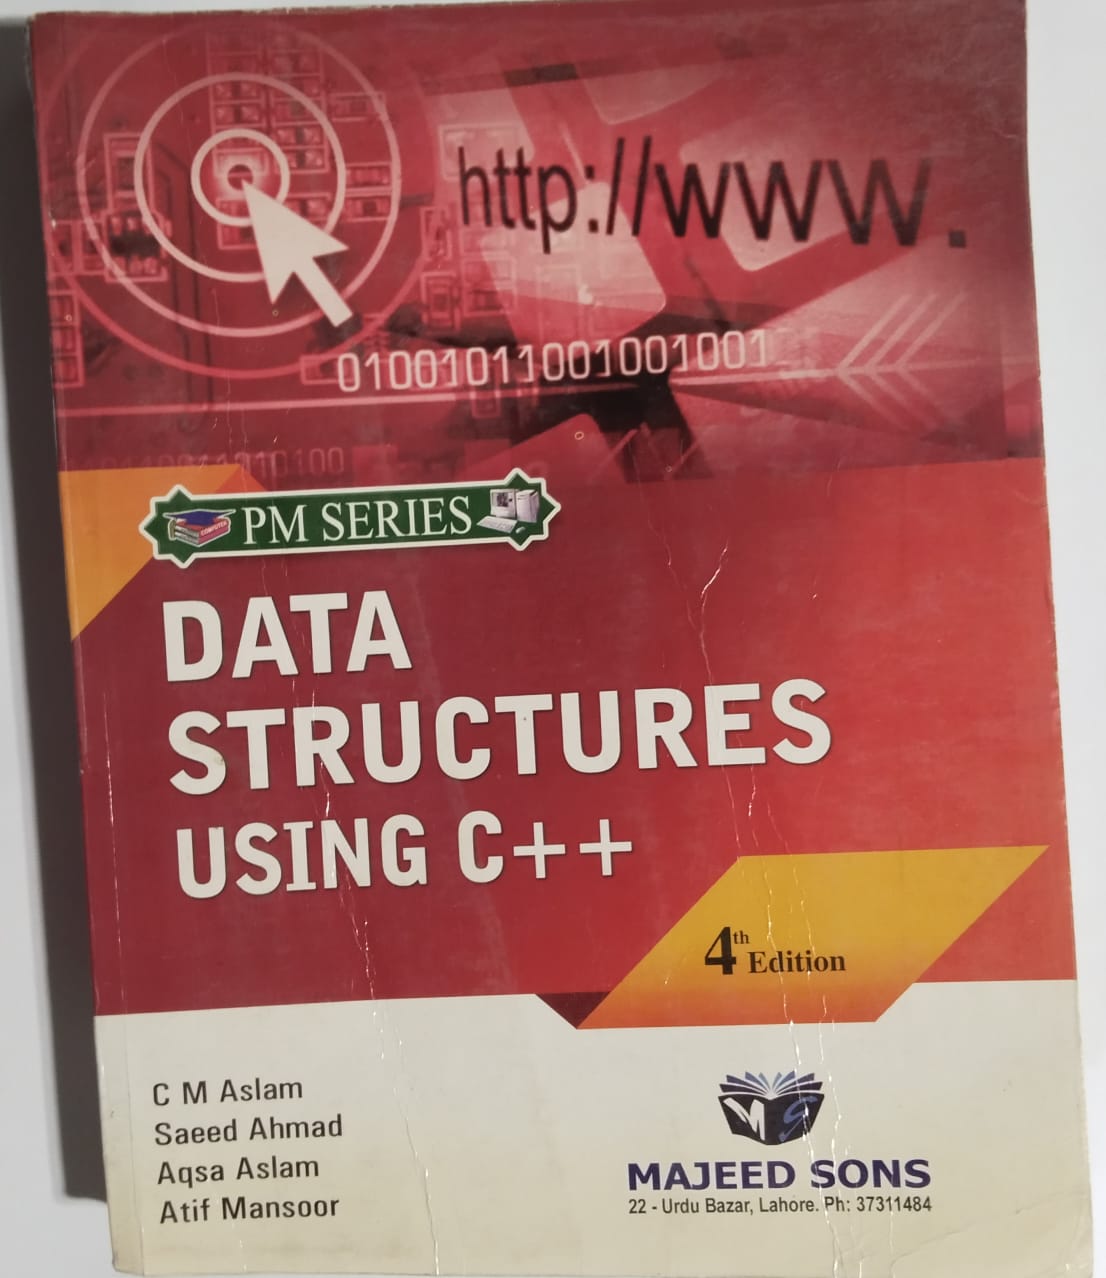 http://www.
01001011001001001
PM SERIES
DATA
STRUCTURES
USING C++
4th Edition
C M Aslam
Saeed Ahmad
Aqsa Aslam
Atif Mansoor
MS
MAJEED SONS
22 - Urdu Bazar, Lahore. Ph: 37311484